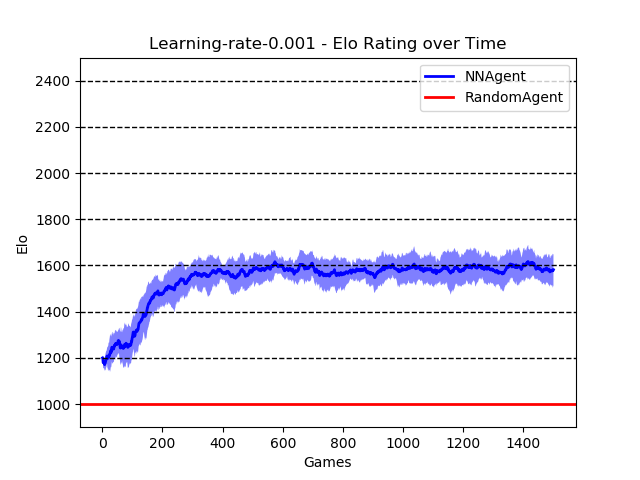 Learning-rate-0.001 - Elo Rating over Time
NNAgent
RandomAgent
2400
2200
2000
1800
1600
1400
1200
1000
Elo
0 200 400 600 800 1000 1200 1400
Games